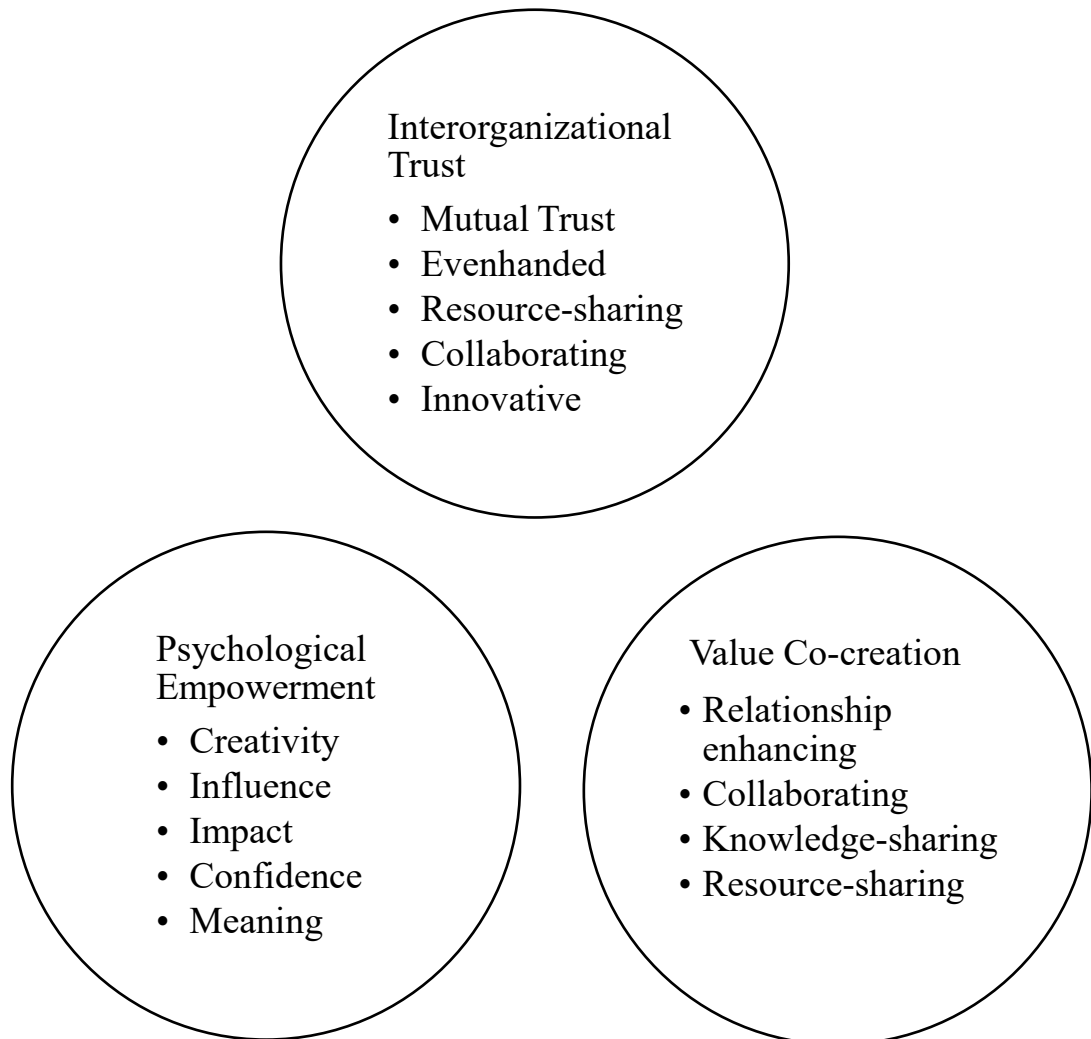 Interorganizational
Trust
• Mutual Trust
• Evenhanded
• Resource-sharing
• Collaborating
• Innovative
Psychological
Empowerment
• Creativity
• Influence
• Impact
• Confidence
• Meaning
Value Co-creation
• Relationship
enhancing
• Collaborating
• Knowledge-sharing
• Resource-sharing